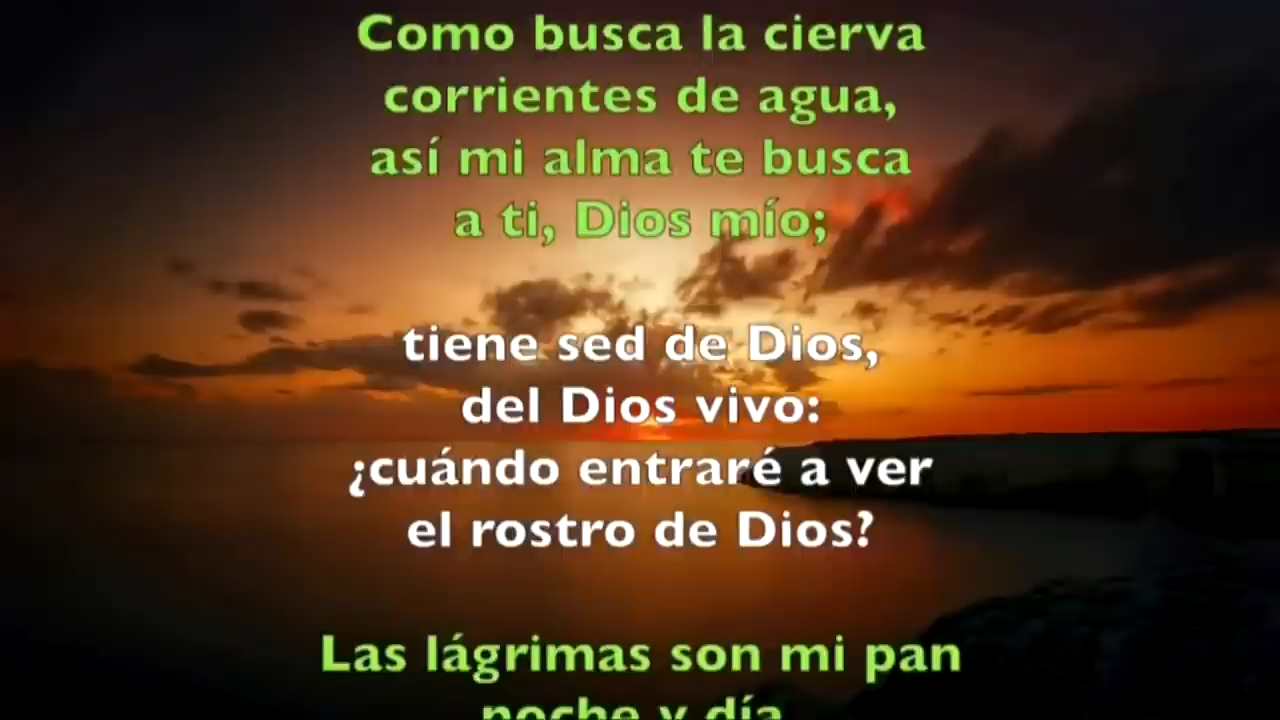 Como busca la cierva
corrientes de agua,
así mi alma te busca
a ti, Dios mío;
tiene sed de Dios,
del Dios vivo:
¿cuándo entraré a ver
el rostro de Dios?
Las lágrimas son mi pan
noche y día